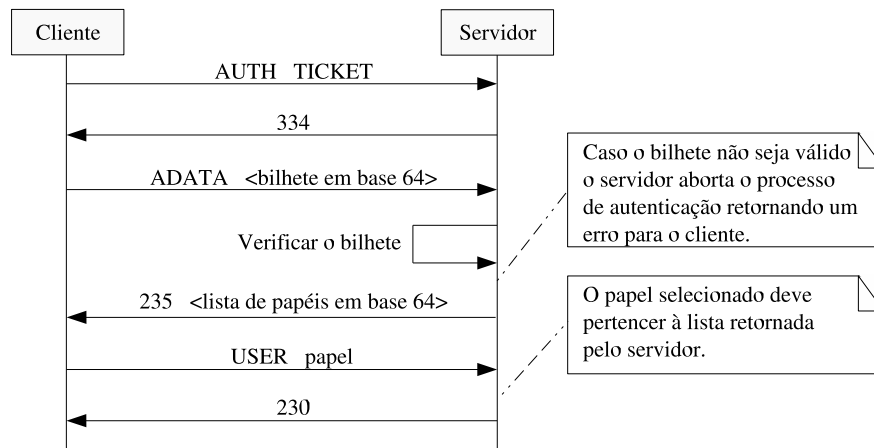 Cliente
Servidor
AUTH TICKET
334
ADATA <bilhete em base 64>
Verificar o bilhete
Caso o bilhete não seja válido
o servidor aborta o processo
de autenticação retornando um
erro para o cliente.
235 <lista de papéis em base 64>
USER papel
O papel selecionado deve
pertencer à lista retornada
pelo servidor.
230